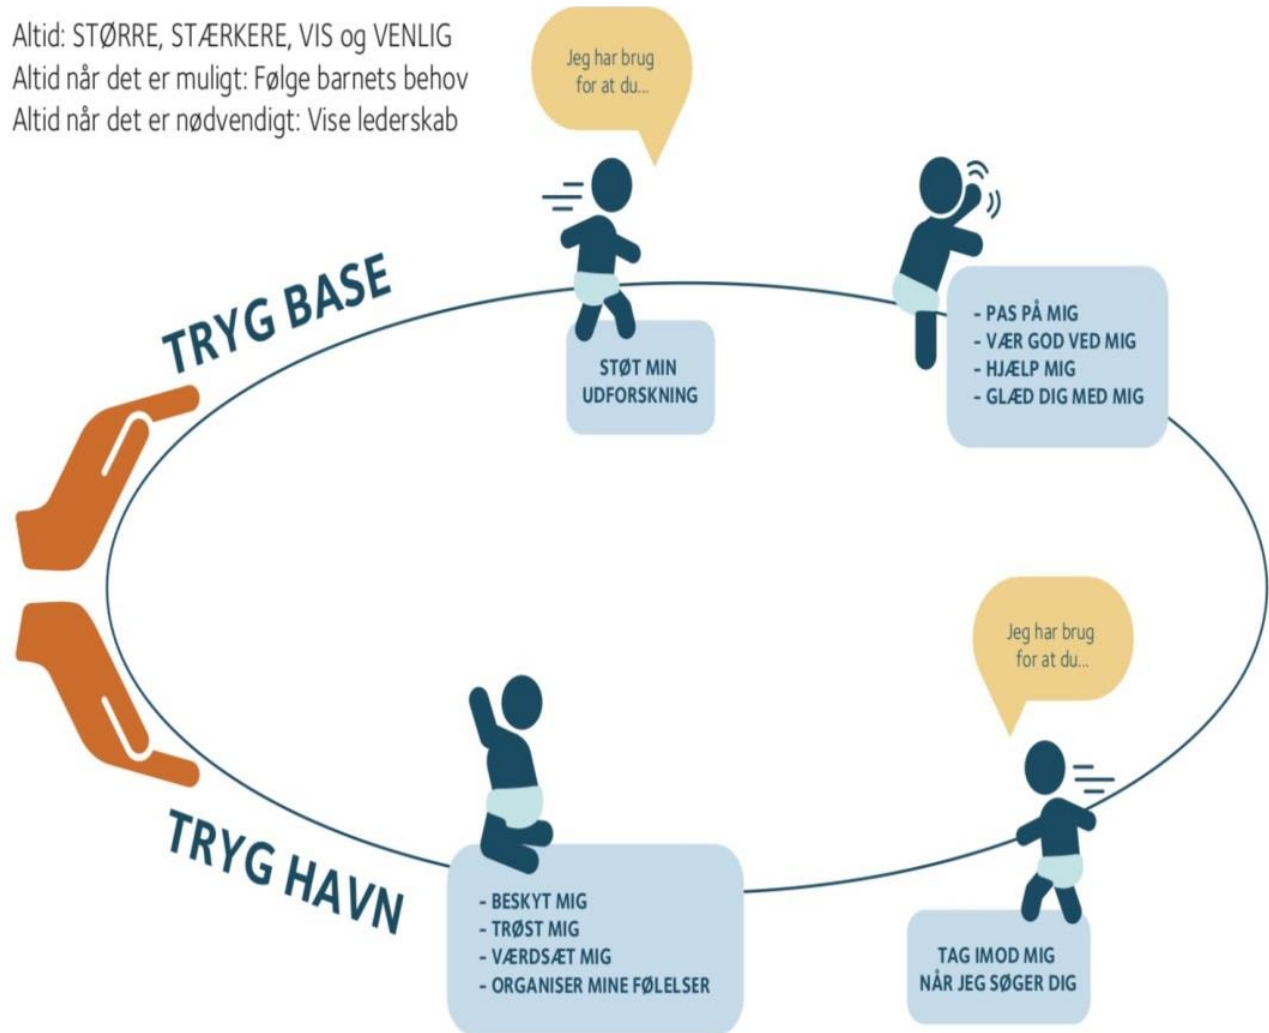 Altid: STØRRE, STÆRKERE, VIS og VENLIG
Altid når det er muligt: Følge barnets behov
Altid når det er nødvendigt: Vise lederskab
Jeg har brug
for at du...
TRYG BASE
STØT MIN
UDFORSKNING
- PAS PÅ MIG
- VÆR GOD VED MIG
- HJÆLP MIG
- GLÆD DIG MED MIG
Jeg har brug
for at du...
TRYG HAVN
- BESKYT MIG
- TRØST MIG
- VÆRDSÆT MIG
- ORGANISER MINE FØLELSER
TAG IMOD MIG
NÅR JEG SØGER DIG